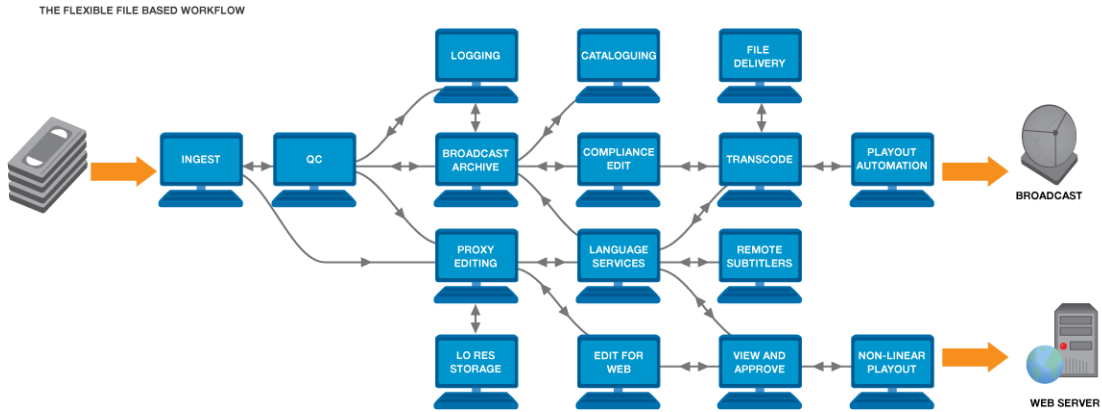 THE FLEXIBLE FILE BASED WORKFLOW
LOGGING
CATALOGUING
FILE
DELIVERY
INGEST
QC
BROADCAST
ARCHIVE
COMPLIANCE
EDIT
TRANSCODE
PLAYOUT
AUTOMATION
BROADCAST
PROXY
EDITING
LANGUAGE
SERVICES
REMOTE
SUBTITLERS
LO RES
STORAGE
EDIT FOR
WEB
VIEW AND
APPROVE
NON-LINEAR
PLAYOUT
WEB SERVER